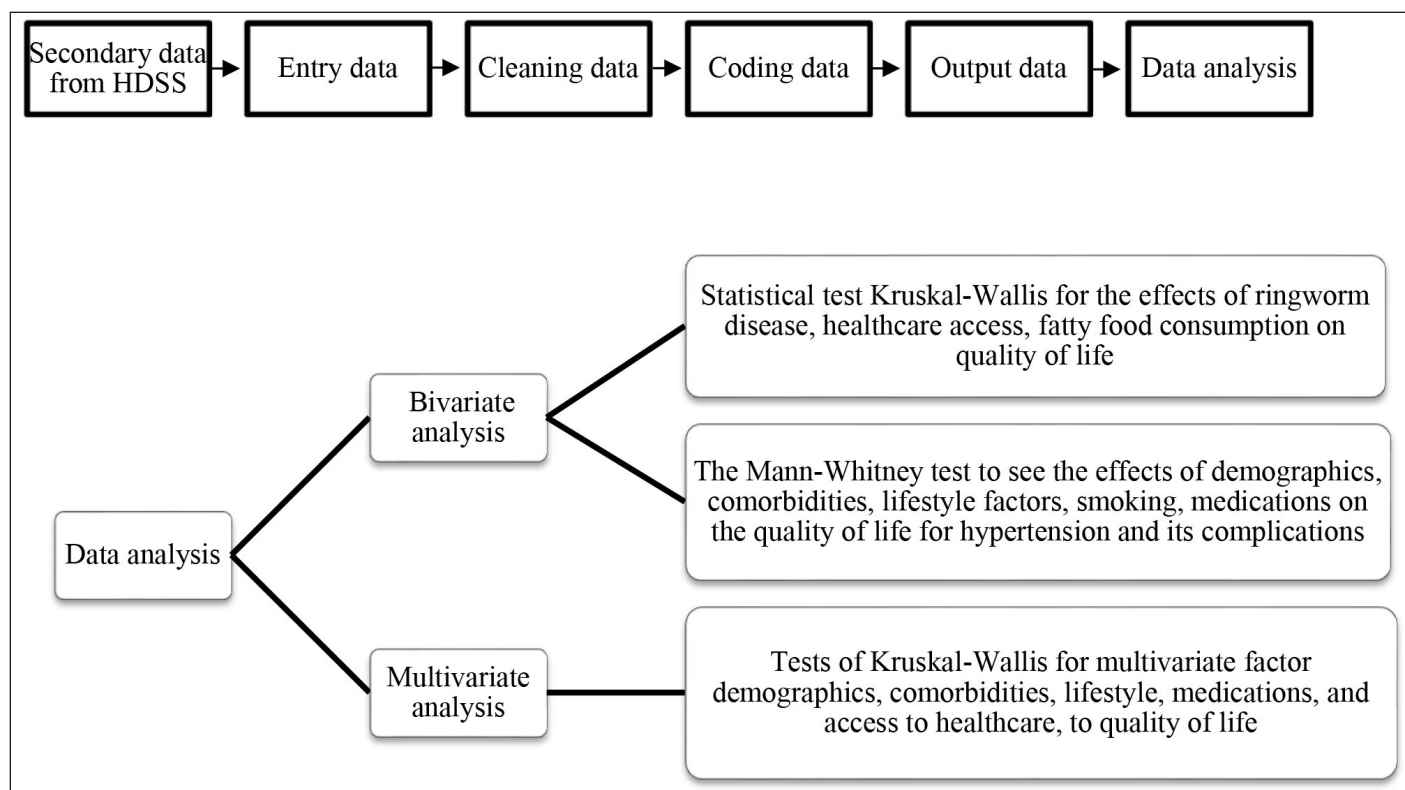 Secondary data
from HDSS
Entry data
Cleaning data
Coding data
Output data
Data analysis
Statistical test Kruskal-Wallis for the effects of ringworm
disease, healthcare access, fatty food consumption on
quality of life
Bivariate
analysis
The Mann-Whitney test to see the effects of demographics,
comorbidities, lifestyle factors, smoking, medications on
the quality of life for hypertension and its complications
Data analysis
Multivariate
analysis
Tests of Kruskal-Wallis for multivariate factor
demographics, comorbidities, lifestyle, medications, and
access to healthcare, to quality of life